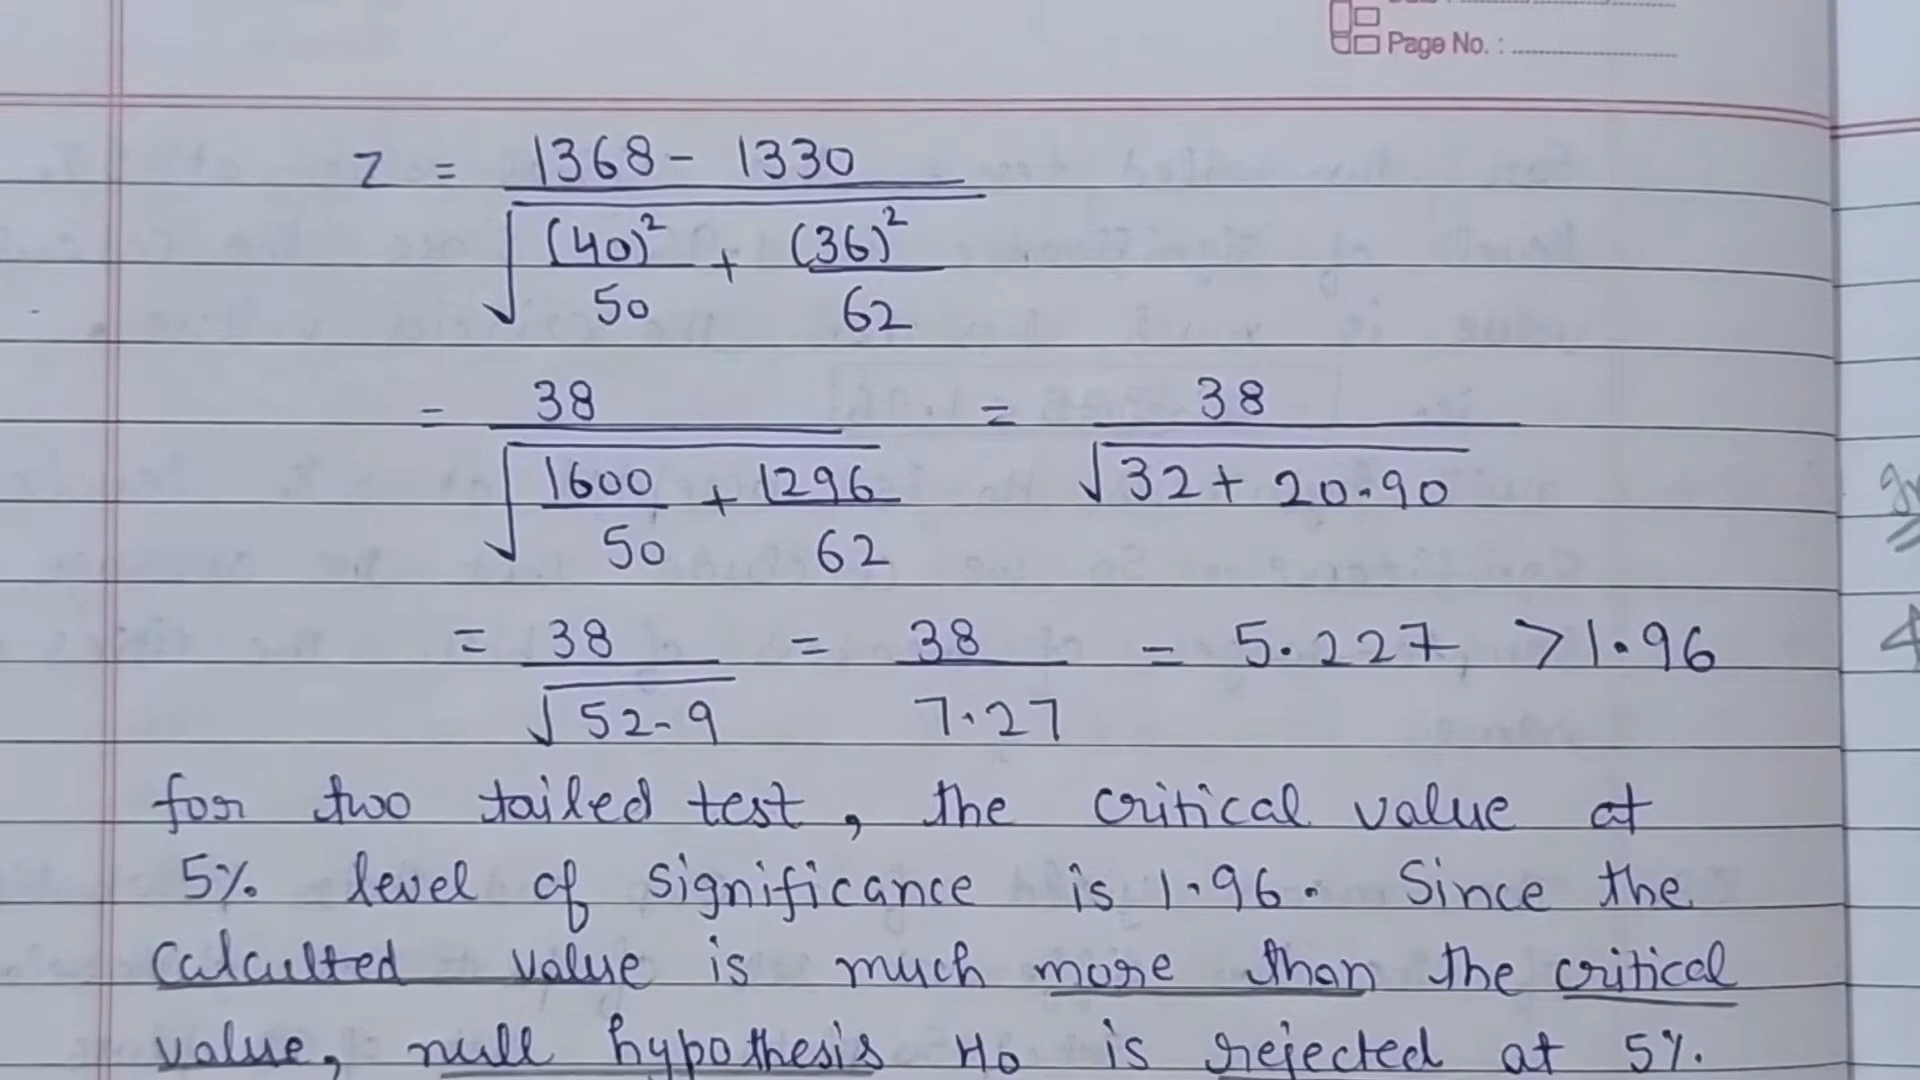 Page No. :
z = 1368 - 1330 / √((40)² / 50 + (36)² / 62)
= 38 / √(1600 / 50 + 1296 / 62) = 38 / √(32 + 20.90)
= 38 / √52.9 = 38 / 7.27 = 5.227 > 1.96
for two tailed test, the critical value at
5% level of significance is 1.96. Since the
calculted value is much more than the critical
value, null hypothesis H0 is rejected at 5%.